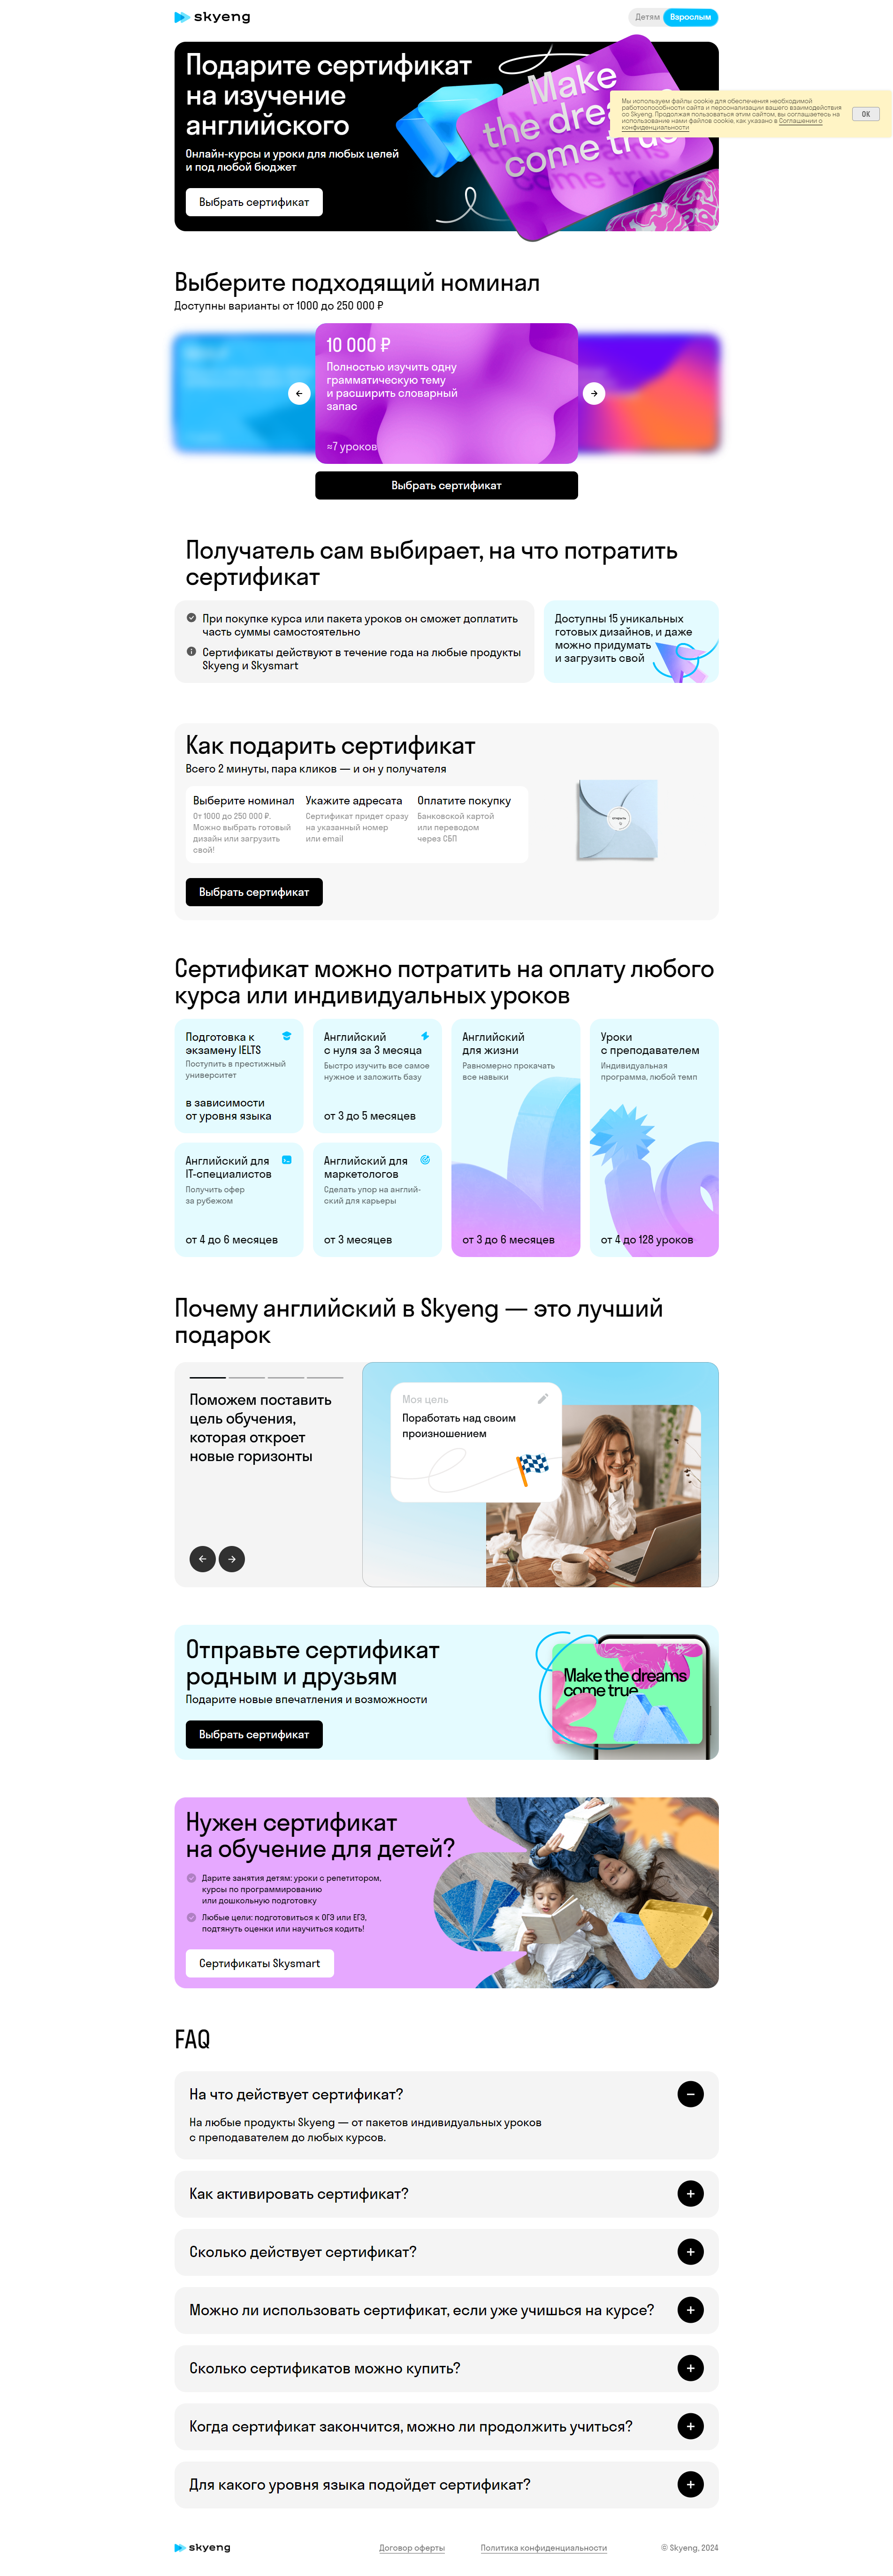 skyeng
Детям Взрослым
Подарите сертификат
на изучение
английского
Онлайн-курсы и уроки для любых целей
и под любой бюджет
Выбрать сертификат
Make
the
come true
come true
Мы используем файлы cookie для обеспечения необходимой
работоспособности сайта и персонализации вашего взаимодействия
со Skyeng. Продолжая пользоваться этим сайтом, вы соглашаетесь на
использование нами файлов cookie, как указано в Соглашении о
конфиденциальности
OK
Выберите подходящий номинал
Доступны варианты от 1000 до 250 000 ₽
10 000 ₽
Полностью изучить одну
грамматическую тему
и расширить словарный
запас
≈7 уроков
Выбрать сертификат
Получатель сам выбирает, на что потратить
сертификат
При покупке курса или пакета уроков он сможет доплатить
часть суммы самостоятельно
Сертификаты действуют в течение года на любые продукты
Skyeng и Skysmart
Доступны 15 уникальных
готовых дизайнов, и даже
можно придумать
и загрузить свой
Как подарить сертификат
Всего 2 минуты, пара кликов — и он у получателя
Выберите номинал
От 1000 до 250 000 ₽.
Можно выбрать готовый
дизайн или загрузить
свой!
Укажите адресата
Сертификат придет сразу
на указанный номер
или email
Оплатите покупку
Банковской картой
или переводом
через СБП
открыть
Выбрать сертификат
Сертификат можно потратить на оплату любого
курса или индивидуальных уроков
Подготовка к
экзамену IELTS
Поступить в престижный
университет
в зависимости
от уровня языка
Английский
с нуля за 3 месяца
Быстро изучить все самое
нужное и заложить базу
от 3 до 5 месяцев
Английский
для жизни
Равномерно прокачать
все навыки
от 3 до 6 месяцев
Уроки
с преподавателем
Индивидуальная
программа, любой темп
от 4 до 128 уроков
Английский для
IT-специалистов
Получить офер
за рубежом
от 4 до 6 месяцев
Английский для
маркетологов
Сделать упор на англий-
ский для карьеры
от 3 месяцев
Почему английский в Skyeng — это лучший
подарок
Поможем поставить
цель обучения,
которая откроет
новые горизонты
Моя цель
Поработать над своим
произношением
Отправьте сертификат
родным и друзьям
Подарите новые впечатления и возможности
Выбрать сертификат
Make the dreams
come true
Нужен сертификат
на обучение для детей?
Дарите занятия детям: уроки с репетитором,
курсы по программированию
или дошкольную подготовку
Любые цели: подготовиться к ОГЭ или ЕГЭ,
подтянуть оценки или научиться кодить!
Сертификаты Skysmart
FAQ
На что действует сертификат?
На любые продукты Skyeng — от пакетов индивидуальных уроков
с преподавателем до любых курсов.
Как активировать сертификат?
Сколько действует сертификат?
Можно ли использовать сертификат, если уже учишься на курсе?
Сколько сертификатов можно купить?
Когда сертификат закончится, можно ли продолжить учиться?
Для какого уровня языка подойдет сертификат?
skyeng
Договор оферты
Политика конфиденциальности
© Skyeng, 2024